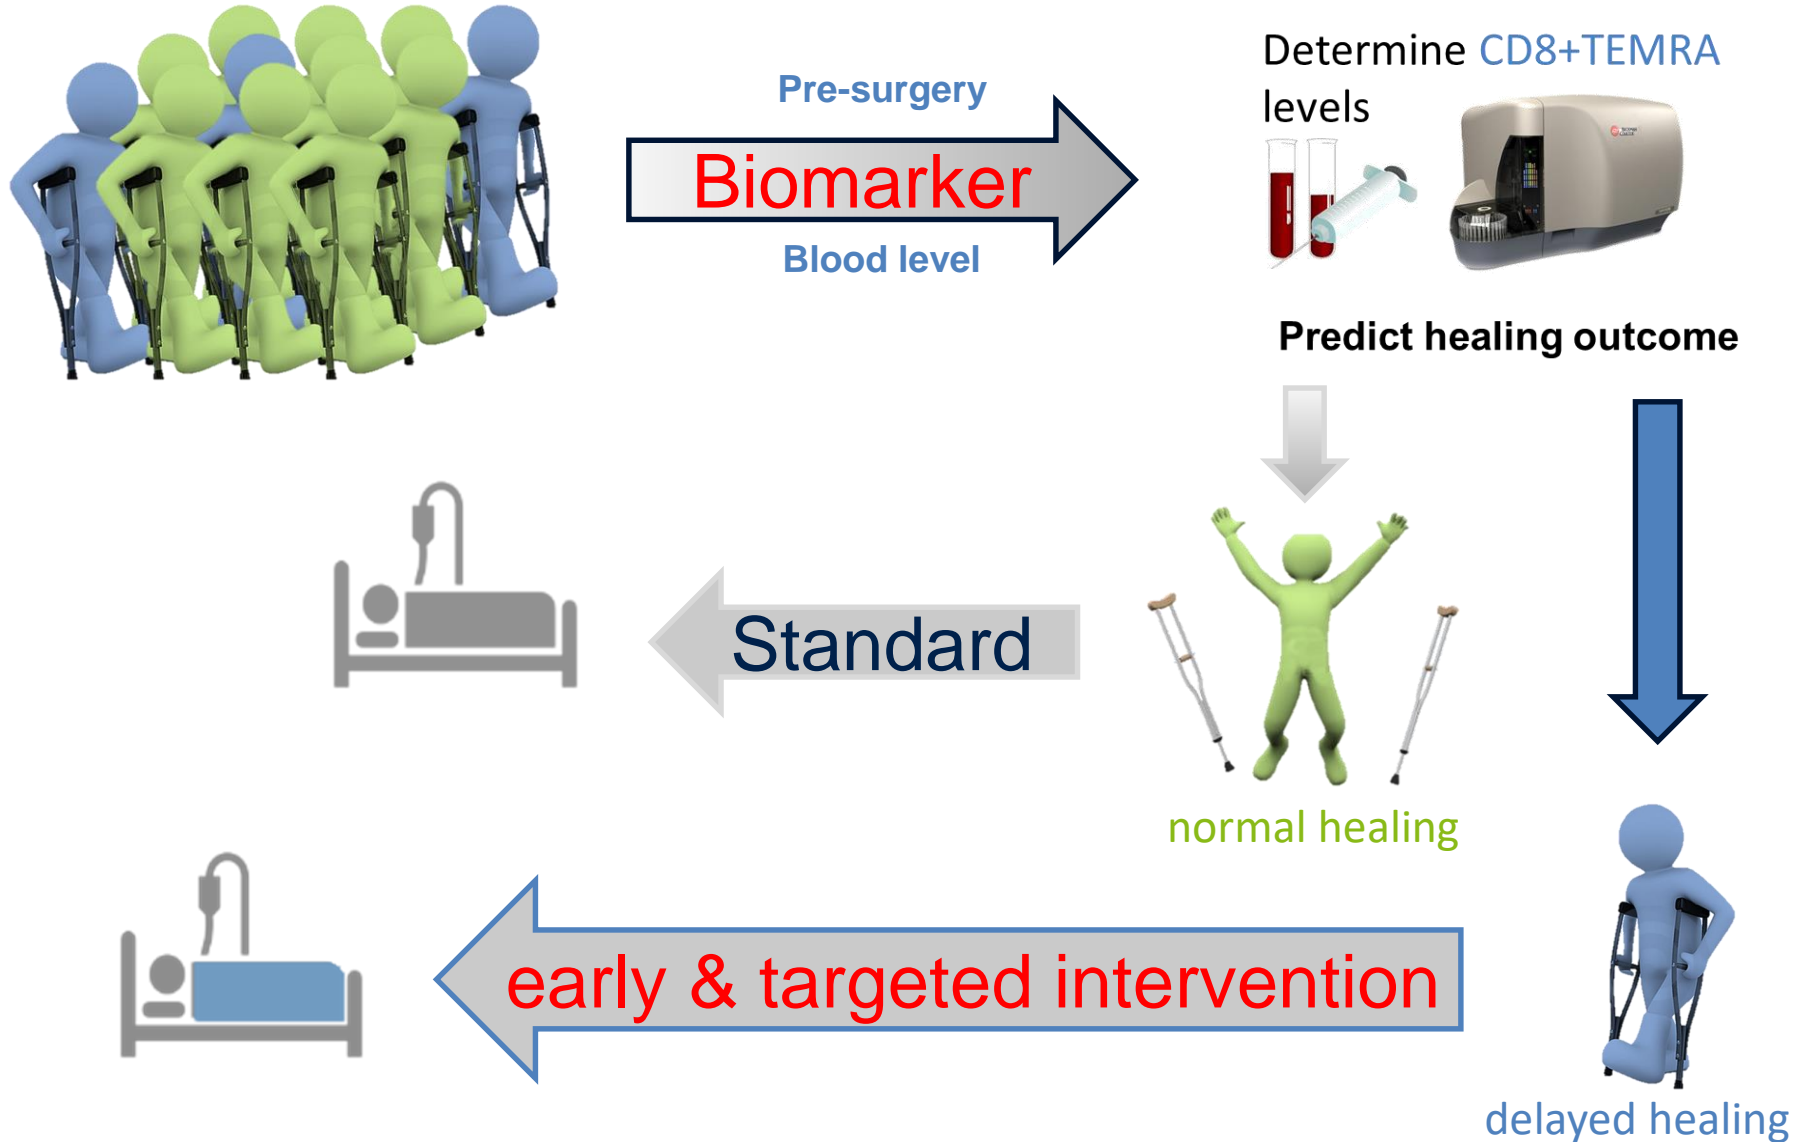 Pre-surgery
Biomarker
Blood level
Determine CD8+TEMRA
levels
Predict healing outcome
Standard
normal healing
early & targeted intervention
delayed healing